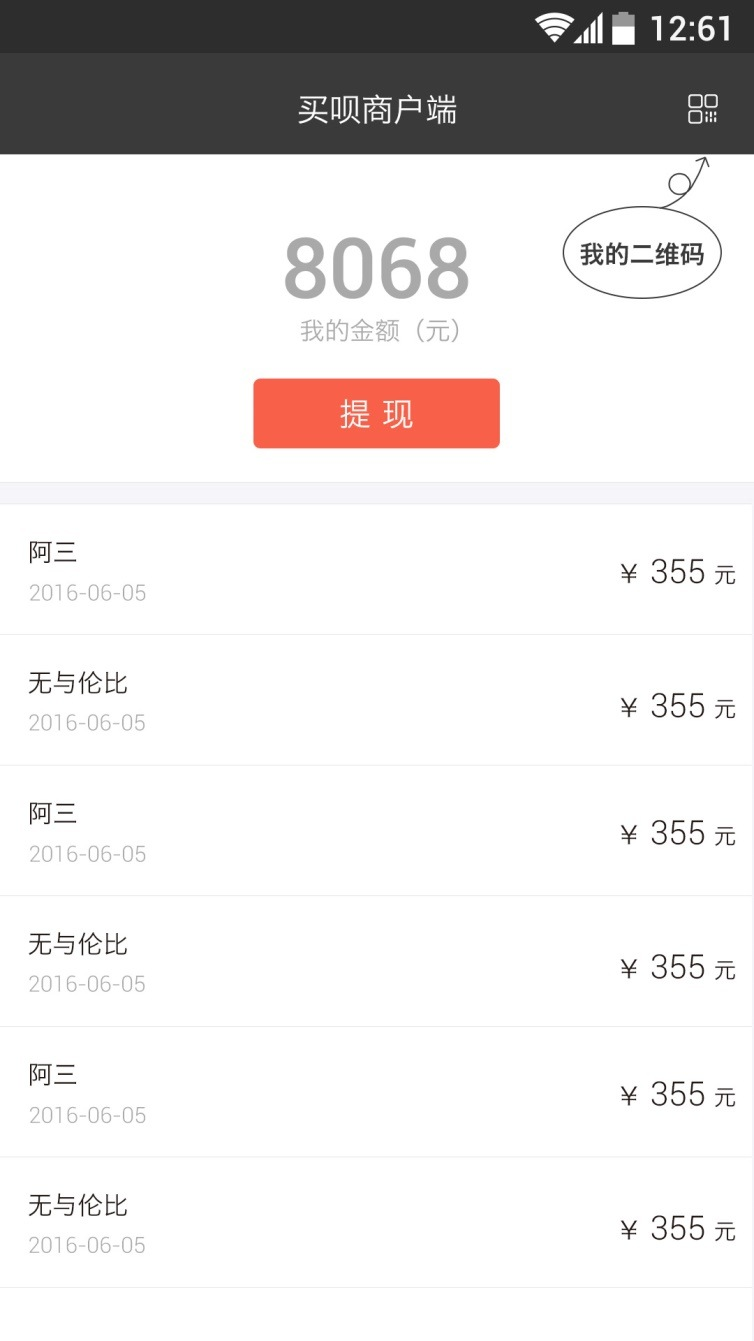 12:61
买呗商户端
8068
我的二维码
我的金额（元）
提 现
阿三
2016-06-05
￥ 355 元
无与伦比
2016-06-05
￥ 355 元
阿三
2016-06-05
￥ 355 元
无与伦比
2016-06-05
￥ 355 元
阿三
2016-06-05
￥ 355 元
无与伦比
2016-06-05
￥ 355 元